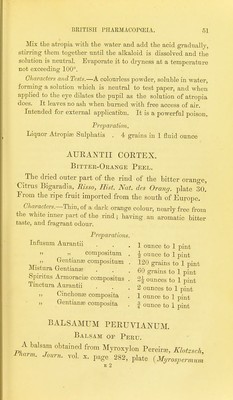 BRITISH PHARMACOPŒIA. 51
Mix the atropia with the water and add the acid gradually,
stirring them together until the alkaloid is dissolved and the
solution is neutral. Evaporate it to dryness at a temperature
not exceeding 100°.
Characters and Tests.—A colourless powder, soluble in water,
forming a solution which is neutral to test paper, and when
applied to the eye dilates the pupil as the solution of atropia
does. It leaves no ash when burned with free access of air.
Intended for external application. It is a powerful poison.
Preparation.
Liquor Atropiæ Sulphatis . 4 grains in 1 fluid ounce
AURANTII CORTEX.
BITTER-ORANGE PEEL.
The dried outer part of the rind of the bitter orange,
Citrus Bigaradia, Risso, Hist. Nat. des Orang. plate 30.
From the ripe fruit imported from the south of Europe.
Characters.—Thin, of a dark orange colour, nearly free from
the white inner part of the rind; having an aromatic bitter
taste, and fragrant odour.
Preparations.
Infusum Aurantii . . . 1 ounce to 1 pint
„ „ compositum . ½ ounce to 1 pint
„ Gentianæ compositum . 120 grains to 1 pint
Mistura Gentianæ . . . 60 grains to 1 pint
Spiritus Armoraciæ compositus . 2½ ounces to 1 pint
Tinctura Aurantii . . . 2 ounces to 1 pint
„ Cinchonæ composita . 1 ounce to 1 pint
„ Gentianæ composita . ¾ ounce to 1 pint
BALSAMUM PERUVIANUM.
BALSAM OF PERU.
A balsam obtained from Myroxylon Pereiræ, Klotzsch,
Pharm. Journ. vol. x. page 282, plate (Myrospermum